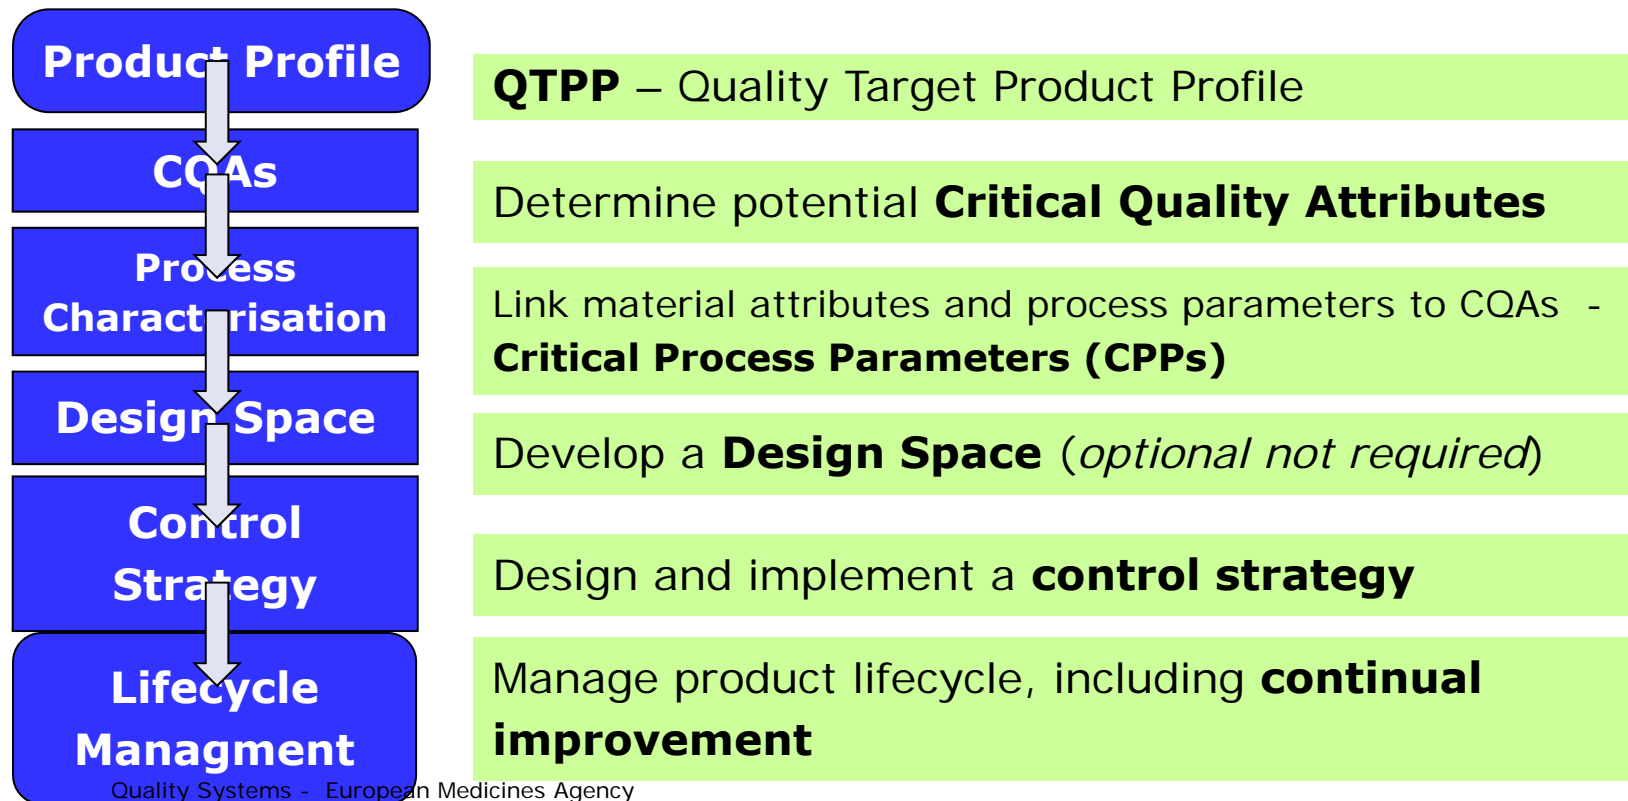 Product Profile
QTPP – Quality Target Product Profile
CQAs
Determine potential Critical Quality Attributes
Process
Characterisation
Link material attributes and process parameters to CQAs -
Critical Process Parameters (CPPs)
Design Space
Develop a Design Space (optional not required)
Control
Strategy
Design and implement a control strategy
Lifecycle
Managment
Manage product lifecycle, including continual
improvement
Quality Systems - European Medicines Agency